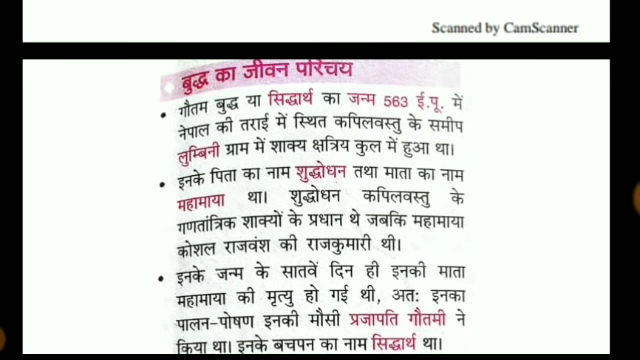 Scanned by CamScanner
बुद्ध का जीवन परिचय
• गौतम बुद्ध या सिद्धार्थ का जन्म 563 ई.पू. में
नेपाल की तराई में स्थित कपिलवस्तु के समीप
लुम्बिनी ग्राम में शाक्य क्षत्रिय कुल में हुआ था।
• इनके पिता का नाम शुद्धोधन तथा माता का नाम
महामाया था। शुद्धोधन कपिलवस्तु के
गणतांत्रिक शाक्यों के प्रधान थे जबकि महामाया
कोशल राजवंश की राजकुमारी थी।
• इनके जन्म के सातवें दिन ही इनकी माता
महामाया की मृत्यु हो गई थी, अतः इनका
पालन-पोषण इनकी मौसी प्रजापति गौतमी ने
किया था। इनके बचपन का नाम सिद्धार्थ था।